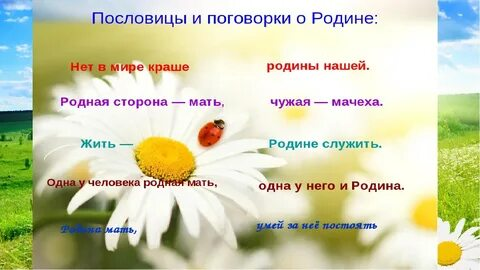 Пословицы и поговорки о Родине:
Нет в мире краше родины нашей.
Родная сторона — мать, чужая — мачеха.
Жить — Родине служить.
Одна у человека родная мать, одна у него и Родина.
Родина мать, умей за неё постоять